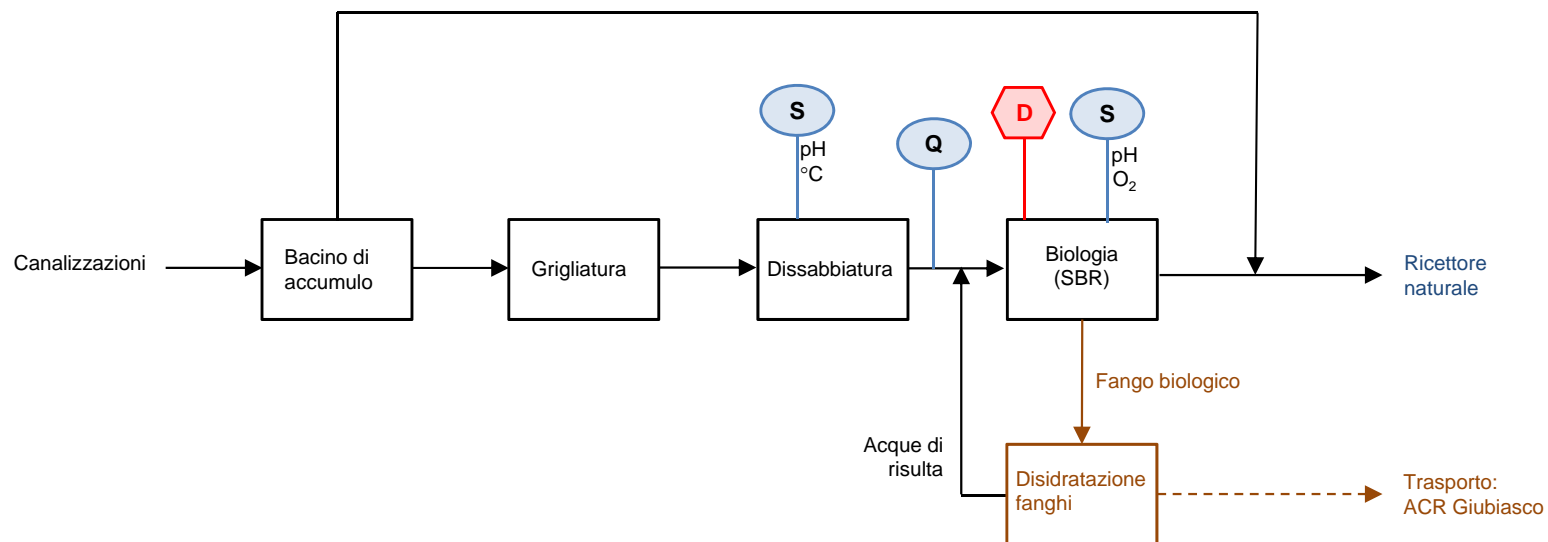 S
pH
°C
Q
D
S
pH
O₂
Canalizzazioni
Bacino di
accumulo
Grigliatura
Dissabbiatura
Biologia
(SBR)
Ricettore
naturale
Fango biologico
Acque di
risulta
Disidratazione
fanghi
Trasporto:
ACR Giubiasco